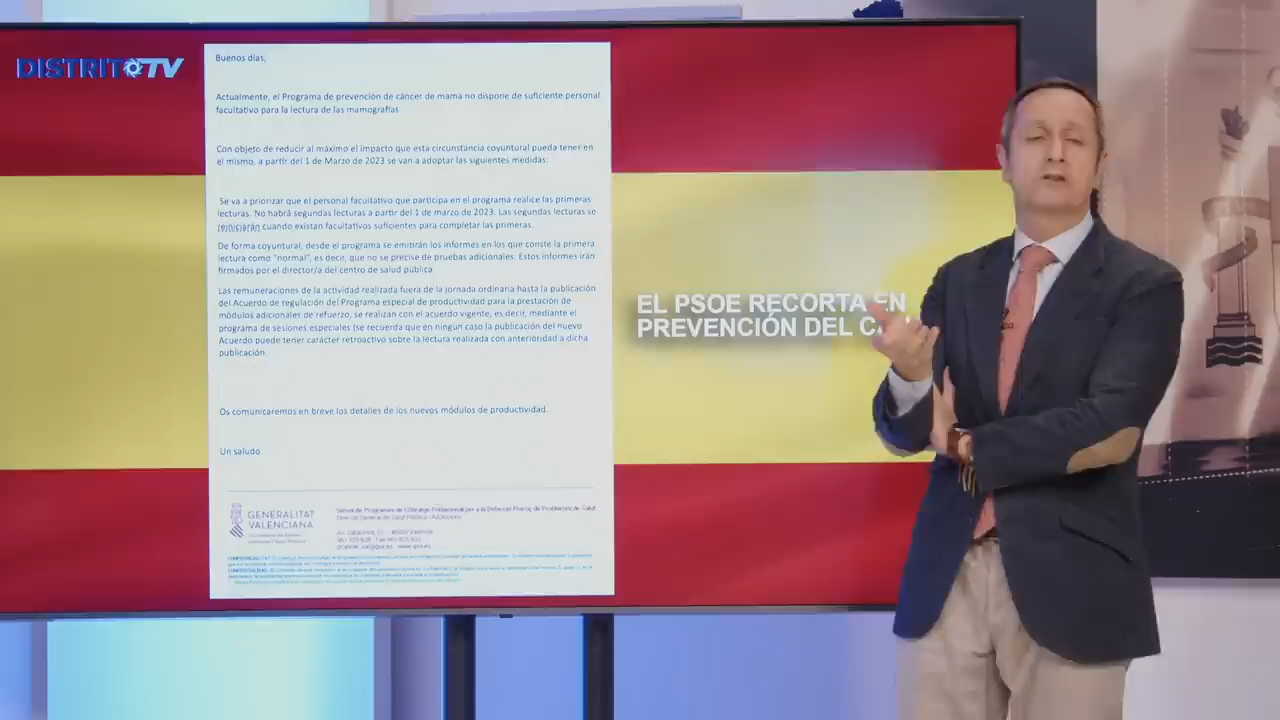 DISTRITOTV
Buenos días,
Actualmente, el Programa de prevención de cáncer de mama no dispone de suficiente personal
facultativo para la lectura de las mamografías
Con objeto de reducir al máximo el impacto que esta circunstancia coyuntural pueda tener en
el mismo, a partir del 1 de Marzo de 2023 se van a adoptar las siguientes medidas:
Se va a priorizar que el personal facultativo que participa en el programa realice las primeras
lecturas. No habrá segundas lecturas a partir del 1 de marzo de 2023. Las segundas lecturas se
reiniciarán cuando existan facultativos suficientes para completar las primeras.
De forma coyuntural, desde el programa se emitirán los informes en los que conste la primera
lectura como "normal", es decir, que no se precise de pruebas adicionales. Estos informes irán
firmados por el director/a del centro de salud pública
Las remuneraciones de la actividad realizada fuera de la jornada ordinaria hasta la publicación
del Acuerdo de regulación del Programa especial de productividad para la prestación de
módulos adicionales de refuerzo, se realizan con el acuerdo vigente, es decir, mediante el
programa de sesiones especiales (se recuerda que en ningún caso la publicación del nuevo
Acuerdo puede tener carácter retroactivo sobre la lectura realizada con anterioridad a dicha
publicación
Os comunicaremos en breve los detalles de los nuevos módulos de productividad.
Un saludo
GENERALITAT
VALENCIANA
EL PSOE RECORTA EN
PREVENCIÓN DEL